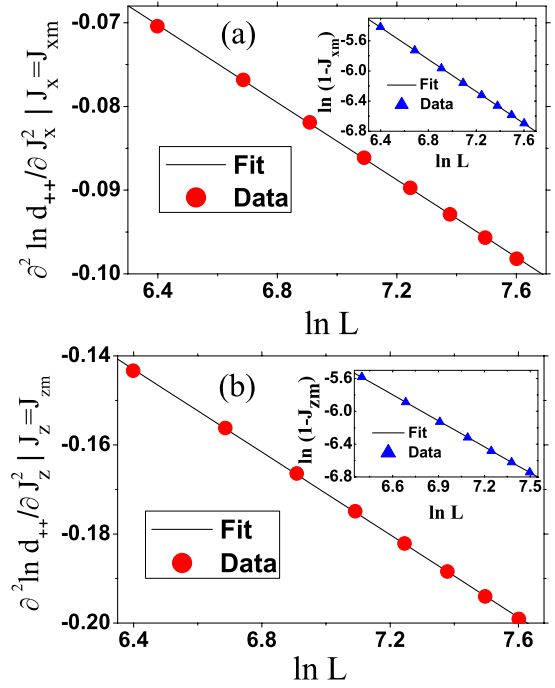 (a)
∂² ln d₊₊/∂ J²ₓ | Jₓ=Jₓₘ
-0.07
-0.08
-0.09
-0.10
6.4
6.8
7.2
7.6
ln L
Fit
Data
ln (1-Jₓₘ)
-5.6
-6.0
-6.4
-6.8
6.4 6.6 6.8 7.0 7.2 7.4 7.6
ln L
Fit
Data
(b)
∂² ln d₊₊/∂ J²_z | J_z=J_zm
-0.14
-0.16
-0.18
-0.20
6.4
6.8
7.2
7.6
ln L
Fit
Data
ln (1-J_zm)
-5.6
-6.0
-6.4
-6.8
6.6 6.9 7.2 7.5
ln L
Fit
Data